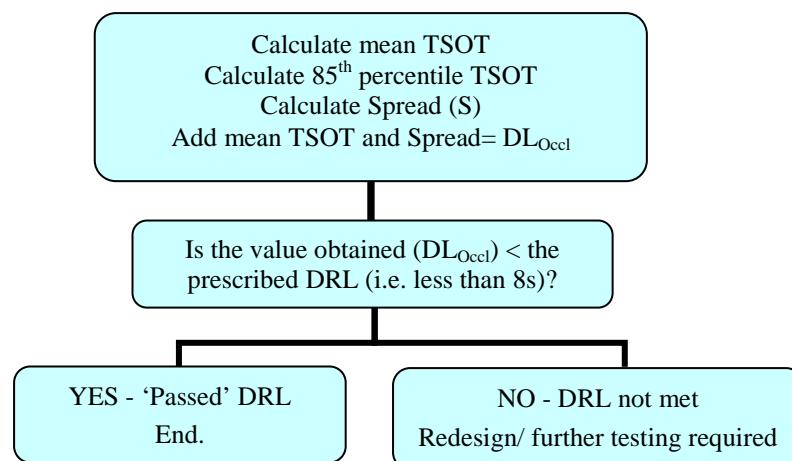 Calculate mean TSOT
Calculate 85th percentile TSOT
Calculate Spread (S)
Add mean TSOT and Spread= DLOccl
Is the value obtained (DLOccl) < the
prescribed DRL (i.e. less than 8s)?
YES - ‘Passed’ DRL
End.
NO - DRL not met
Redesign/ further testing required